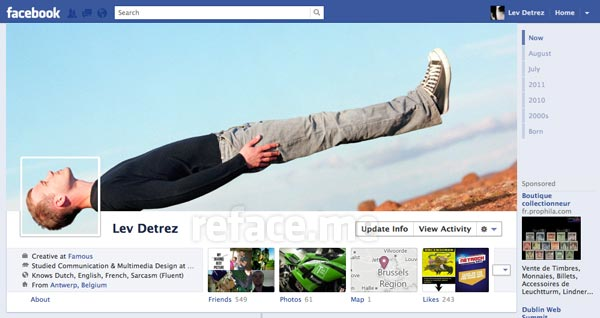 facebook
Search
Lev Detrez
Home
Now
August
July
2011
2010
2000s
Born
reface.me
Lev Detrez
Update Info
View Activity
Creative at Famous
Studied Communication & Multimedia Design at ...
Knows Dutch, English, French, Sarcasm (Fluent)
From Antwerp, Belgium
About
Friends 549
Photos 61
Vilvoorde
Brussels
Region
Map 1
Likes 243
Sponsored
Boutique
collectionneur
fr.prophila.com
Vente de Timbres,
Monnaies, Billets,
Accessoires de
Leuchtturm, Lindner...
Dublin Web
Summit